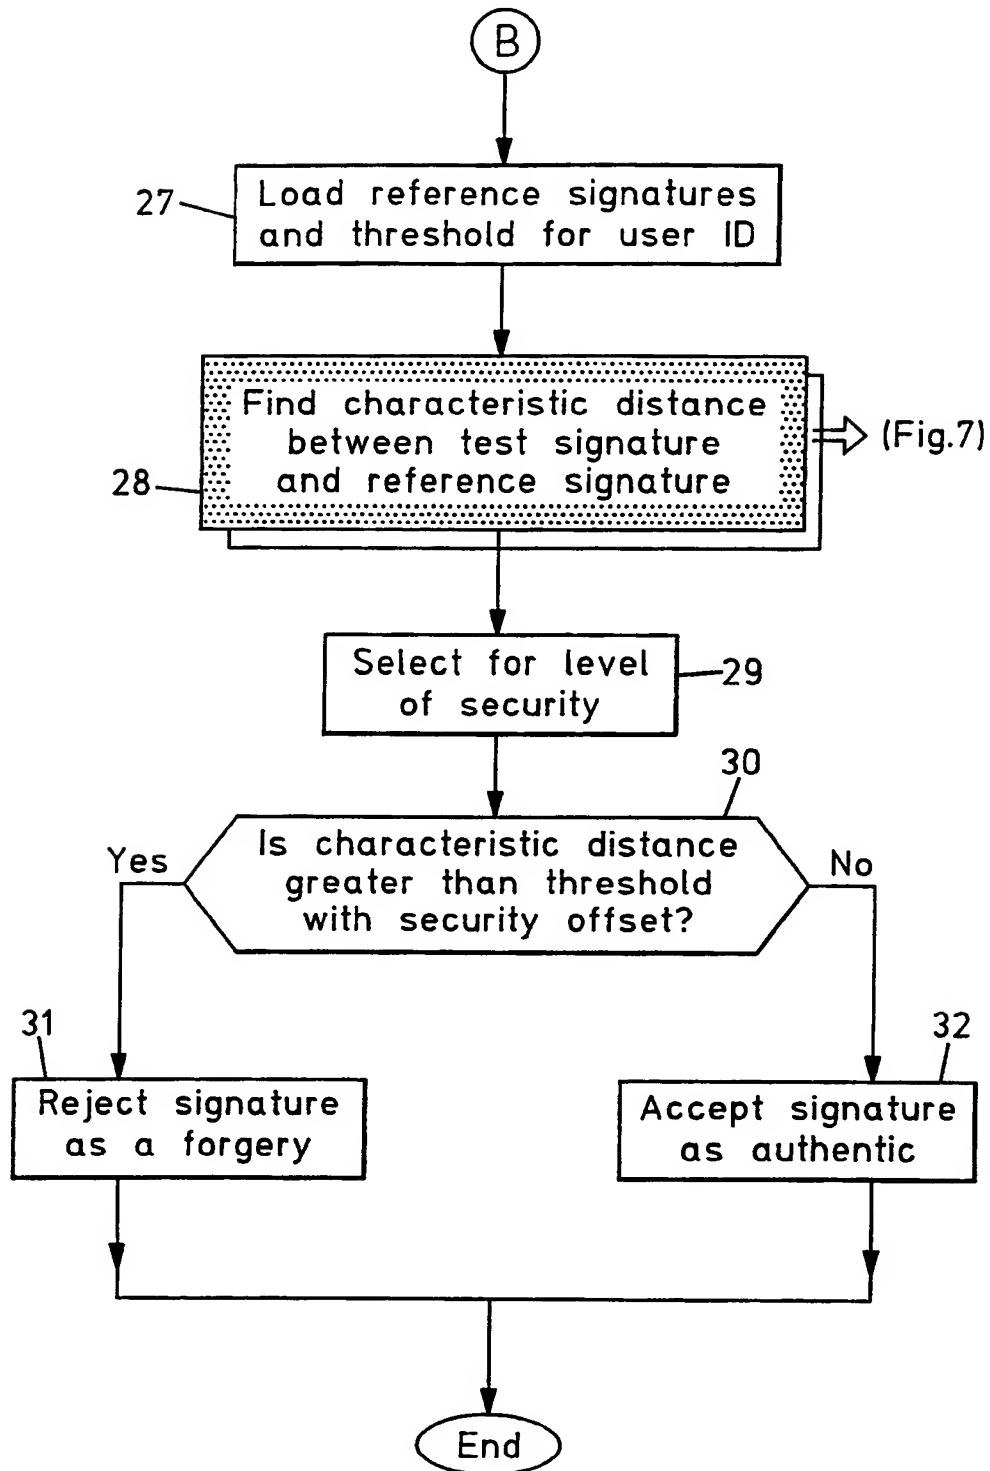 B
27
Load reference signatures
and threshold for user ID
Find characteristic distance
between test signature
and reference signature
28
(Fig.7)
Select for level
of security
29
30
Is characteristic distance
greater than threshold
with security offset?
Yes
No
31
Reject signature
as a forgery
32
Accept signature
as authentic
End